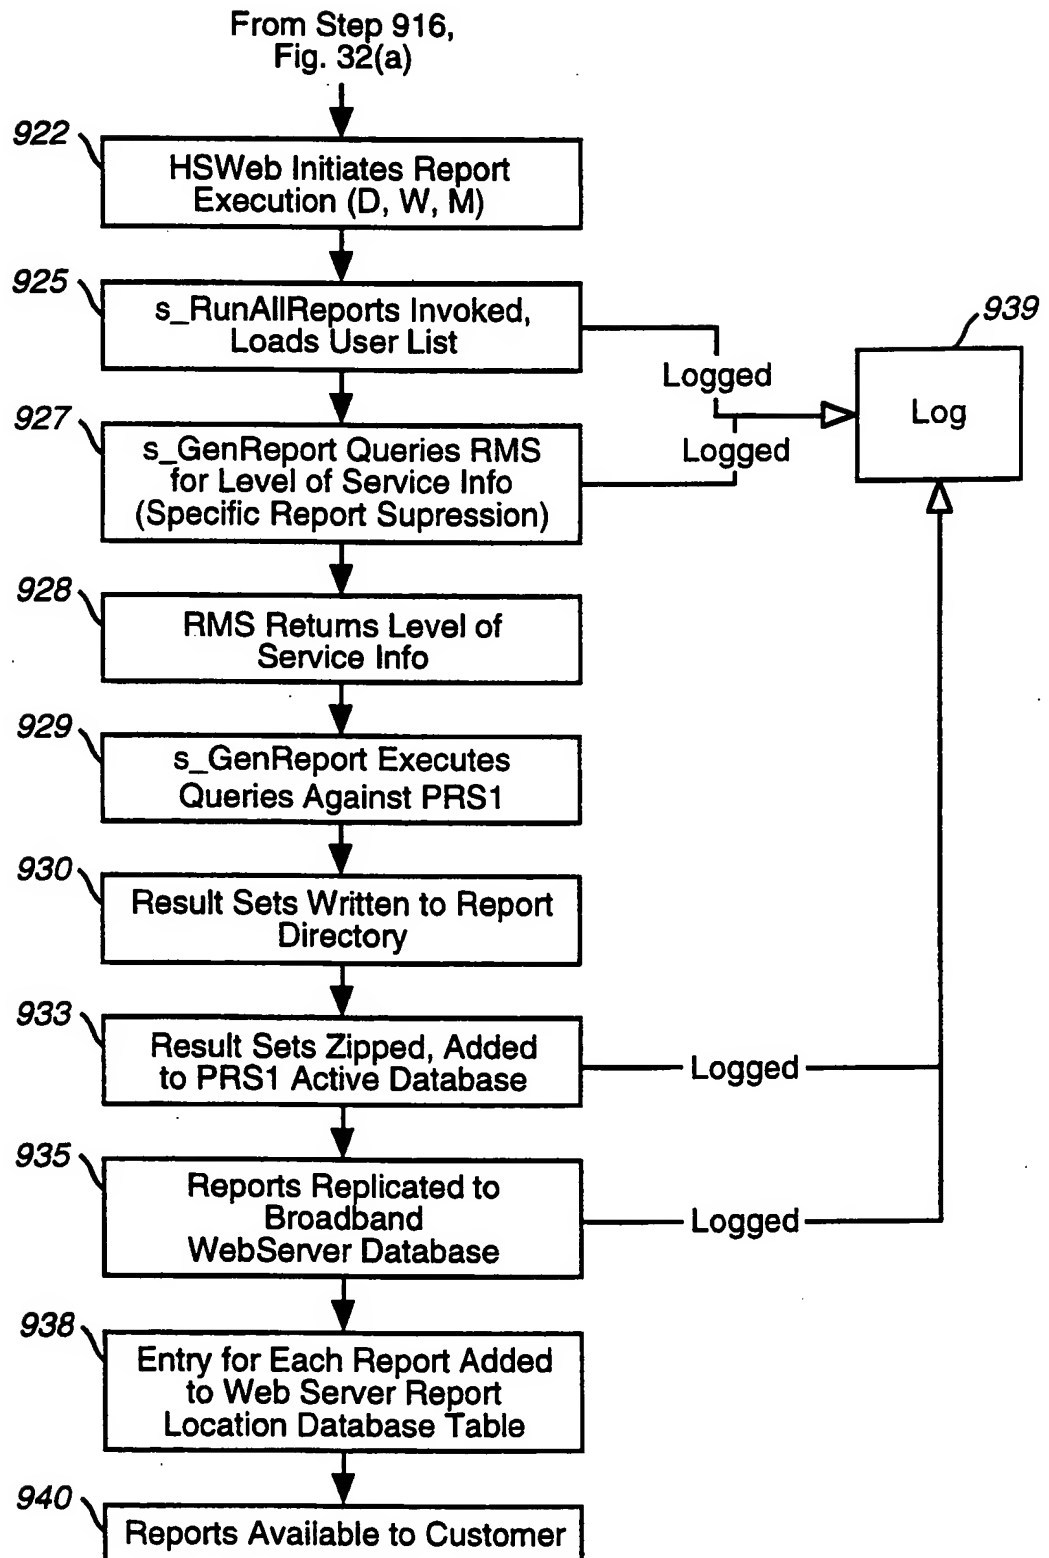 From Step 916,
Fig. 32(a)
922
HSWeb Initiates Report
Execution (D, W, M)
925
s_RunAllReports Invoked,
Loads User List
939
Logged
Log
927
s_GenReport Queries RMS
for Level of Service Info
(Specific Report Supression)
Logged
928
RMS Returns Level of
Service Info
929
s_GenReport Executes
Queries Against PRS1
930
Result Sets Written to Report
Directory
933
Result Sets Zipped, Added
to PRS1 Active Database
Logged
935
Reports Replicated to
Broadband
WebServer Database
Logged
938
Entry for Each Report Added
to Web Server Report
Location Database Table
940
Reports Available to Customer